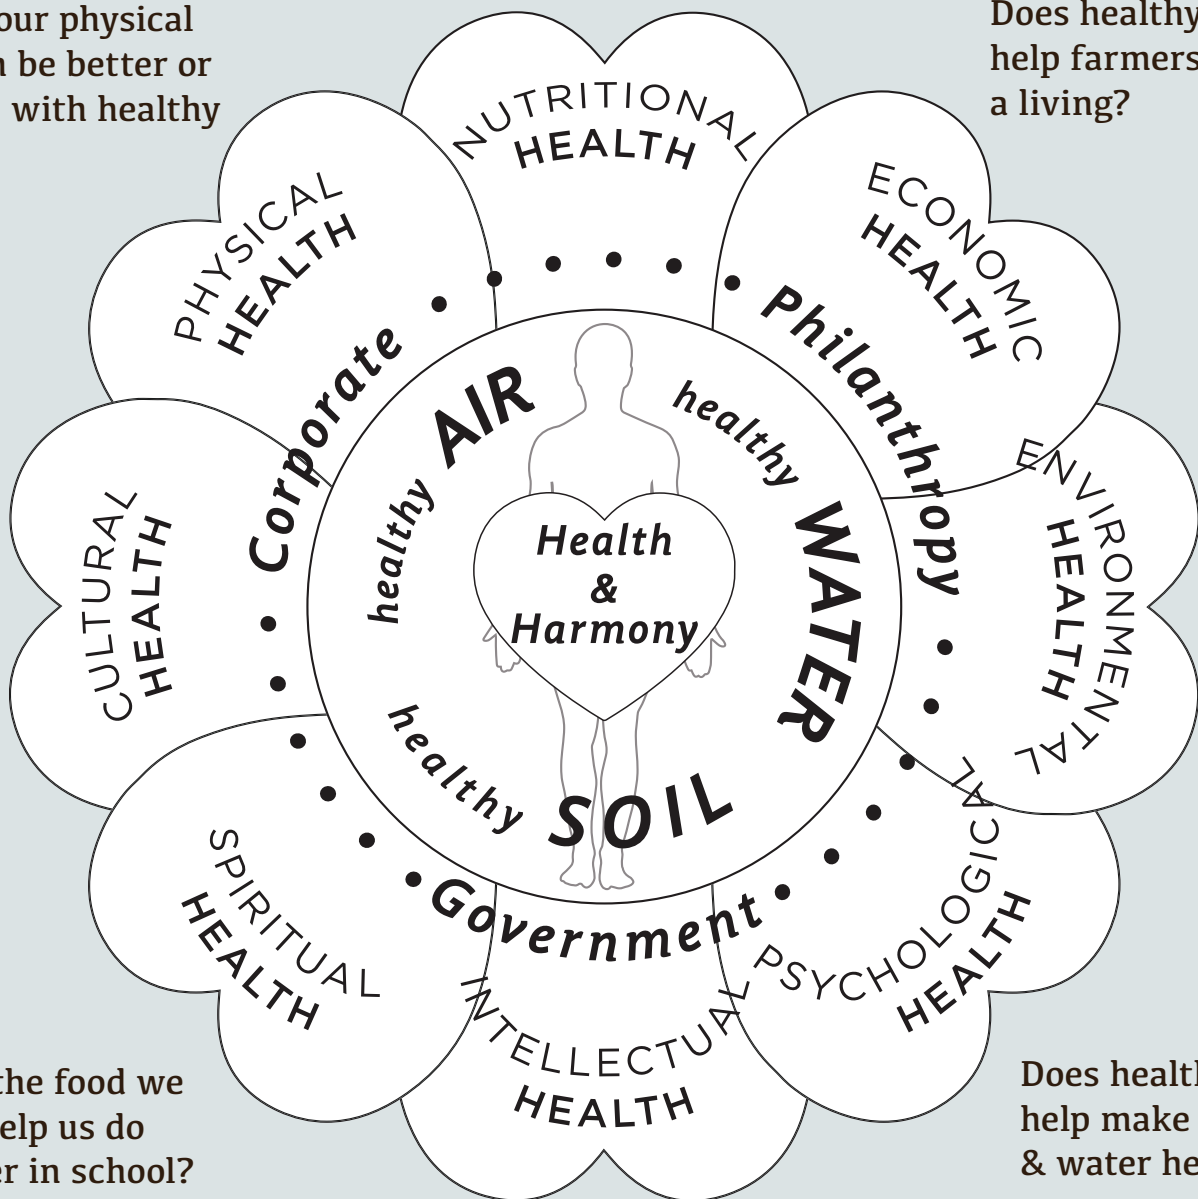 our physical
n be better or
with healthy
Does healthy
help farmers
a living?
NUTRITIONAL
HEALTH
ECONOMIC
HEALTH
ENVIRONMENTAL
HEALTH
PSYCHOLOGICAL
HEALTH
INTELLECTUAL
HEALTH
SPIRITUAL
HEALTH
CULTURAL
HEALTH
PHYSICAL
HEALTH
Corporate
Philanthropy
Government
healthy AIR
healthy WATER
healthy SOIL
Health
&
Harmony
the food we
elp us do
er in school?
Does health
help make
& water he